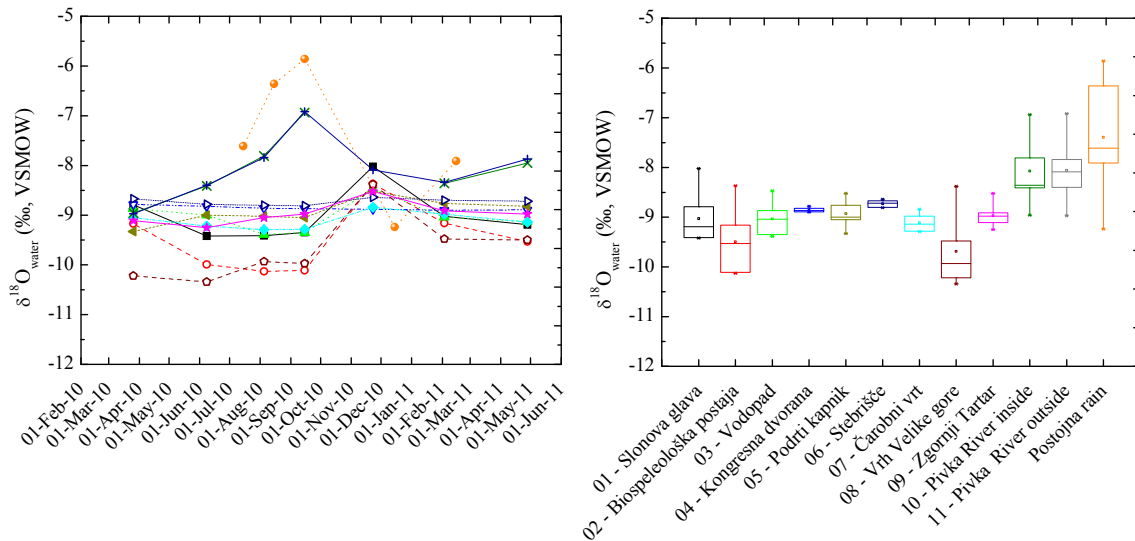 -5
-6
-7
-8
-9
-10
-11
-12
δ18Owater (‰, VSMOW)
01-Feb-10
01-Mar-10
01-Apr-10
01-May-10
01-Jun-10
01-Jul-10
01-Aug-10
01-Sep-10
01-Oct-10
01-Nov-10
01-Dec-10
01-Jan-11
01-Feb-11
01-Mar-11
01-Apr-11
01-May-11
01-Jun-11
-5
-6
-7
-8
-9
-10
-11
-12
δ18Owater (‰, VSMOW)
01 - Slonova glava
02 - Biospeleološka postaja
03 - Vodopad
04 - Kongresna dvorana
05 - Podrti kapnik
06 - Stebrišče
07 - Čarobni vrt
08 - Vrh Velike gore
09 - Zgornji Tartar
10 - Pivka River inside
11 - Pivka River outside
Postojna rain